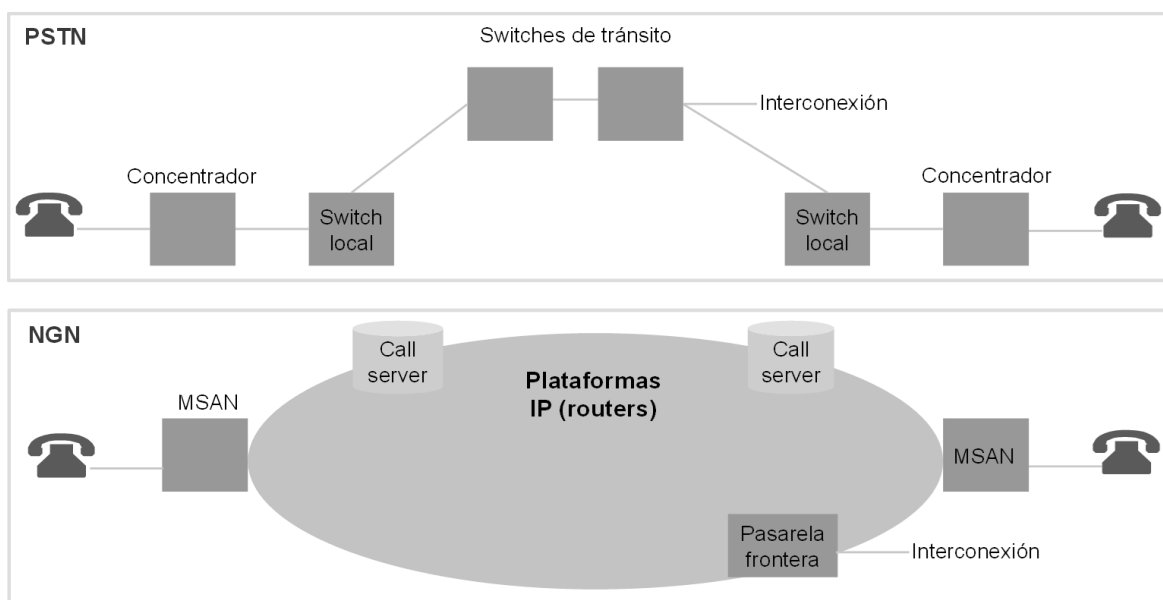 PSTN
Switches de tránsito
Interconexión
Concentrador
Concentrador
Switch
local
Switch
local
NGN
Call
server
Call
server
Plataformas
IP (routers)
MSAN
MSAN
Pasarela
frontera
Interconexión